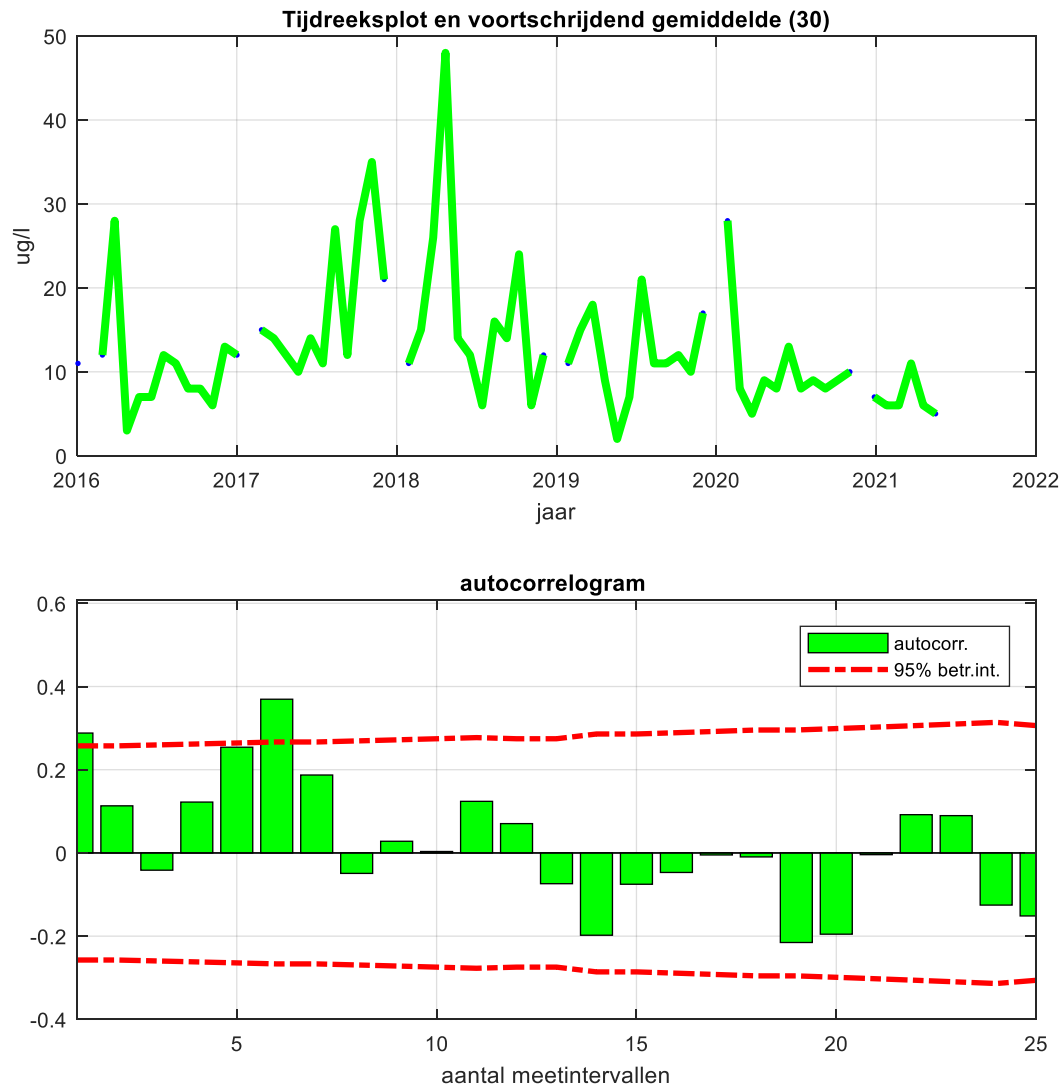 Tijdreeksplot en voortschrijdend gemiddelde (30)
50
40
30
20
10
0
ug/l
2016 2017 2018 2019 2020 2021 2022
jaar
autocorrelogram
0.6
0.4
0.2
0
-0.2
-0.4
autocorr.
95% betr.int.
5 10 15 20 25
aantal meetintervallen